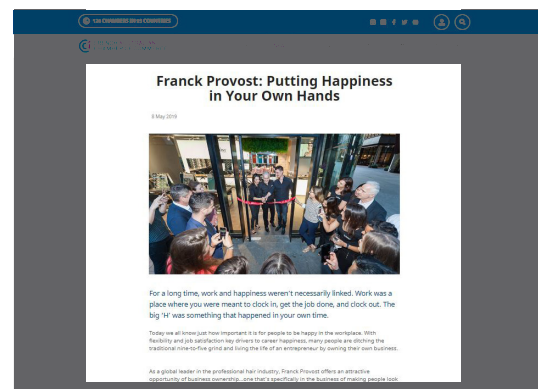 Franck Provost: Putting Happiness
in Your Own Hands
8 May 2019
For a long time, work and happiness weren't necessarily linked. Work was a
place where you were meant to clock in, get the job done, and clock out. The
big 'H' was something that happened in your own time.
Today we all know just how important it is for people to be happy in the workplace. With
flexibility and job satisfaction key drivers to career happiness, many people are ditching the
traditional nine-to-five grind and living the life of an entrepreneur by owning their own business.
As a global leader in the professional hair industry, Franck Provost offers an attractive
opportunity of business ownership...one that's specifically in the business of making people look